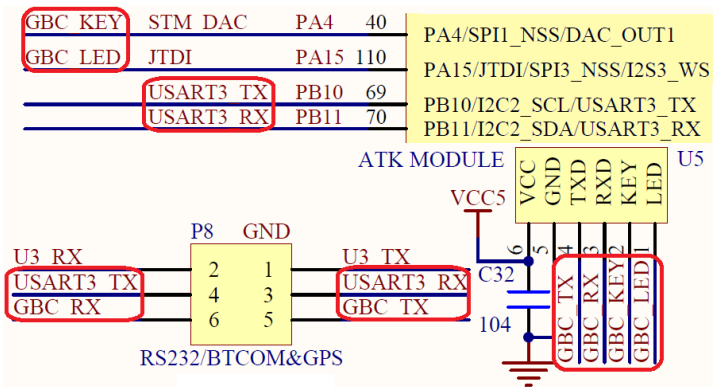 GBC_KEY STM_DAC PA4 40 PA4/SPI1_NSS/DAC_OUT1
GBC_LED JTDI PA15 110 PA15/JTDI/SPI3_NSS/I2S3_WS
USART3_TX PB10 69 PB10/I2C2_SCL/USART3_TX
USART3_RX PB11 70 PB11/I2C2_SDA/USART3_RX
ATK MODULE U5
VCC GND TXD RXD KEY LED
VCC5
6 5 4 3 2 1
GBC_TX GBC_RX GBC_KEY GBC_LED
C32
104
P8 GND
U3_RX 2 1 U3_TX
USART3_TX 4 3 USART3_RX
GBC_RX 6 5 GBC_TX
RS232/BTCOM&GPS